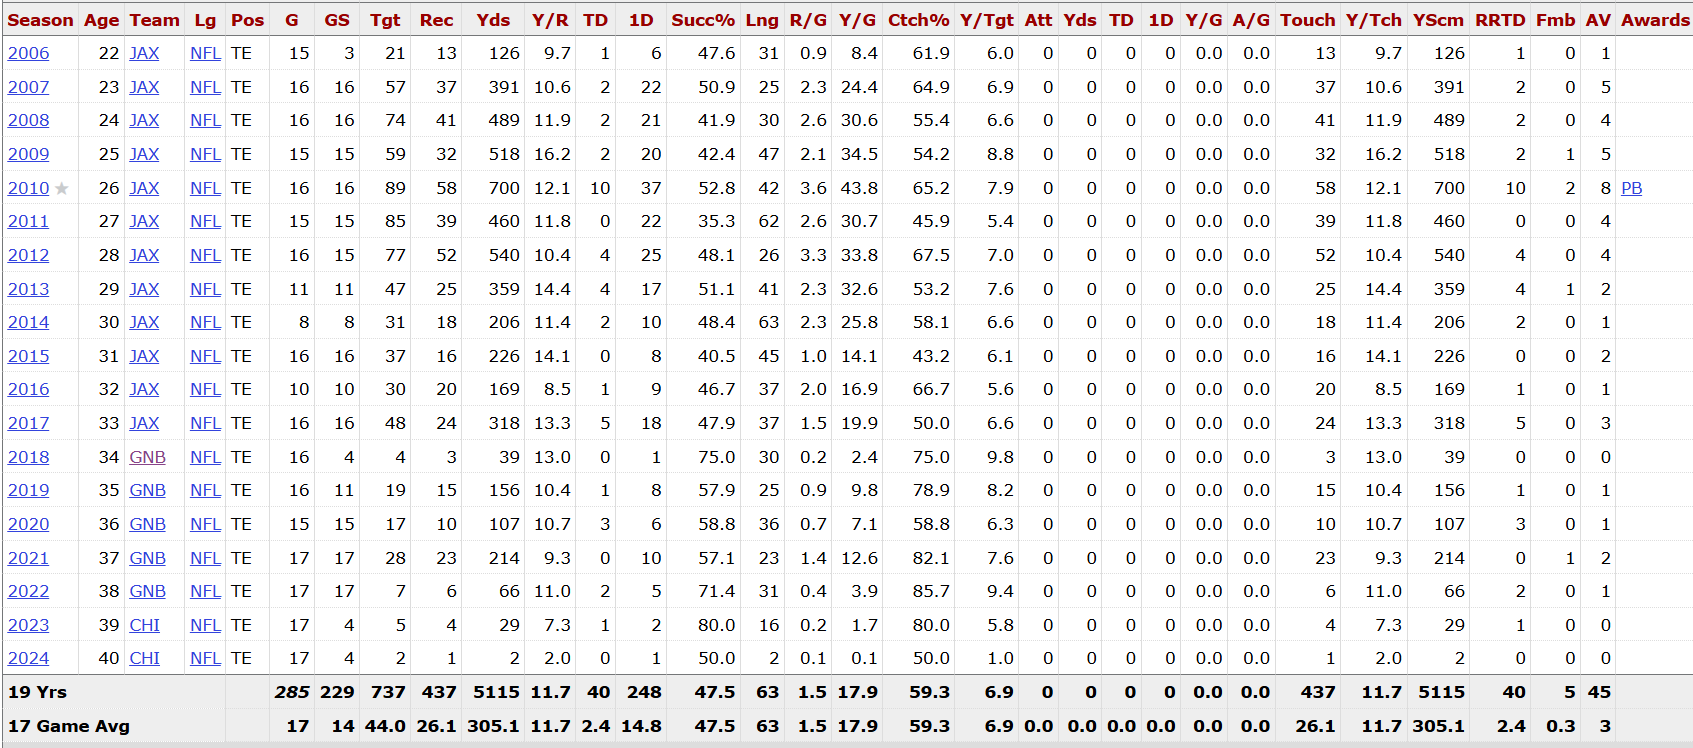 Season Age Team Lg Pos G GS Tgt Rec Yds Y/R TD 1D Succ% Lng R/G Y/G Ctch% Y/Tgt Att Yds TD 1D Y/G A/G Touch Y/Tch YScm RRTD Fmb AV Awards
2006 22 JAX NFL TE 15 3 21 13 126 9.7 1 6 47.6 31 0.9 8.4 61.9 6.0 0 0 0 0 0.0 0.0 13 9.7 126 1 0 1
2007 23 JAX NFL TE 16 16 57 37 391 10.6 2 22 50.9 25 2.3 24.4 64.9 6.9 0 0 0 0 0.0 0.0 37 10.6 391 2 0 5
2008 24 JAX NFL TE 16 16 74 41 489 11.9 2 21 41.9 30 2.6 30.6 55.4 6.6 0 0 0 0 0.0 0.0 41 11.9 489 2 0 4
2009 25 JAX NFL TE 15 15 59 32 518 16.2 2 20 42.4 47 2.1 34.5 54.2 8.8 0 0 0 0 0.0 0.0 32 16.2 518 2 1 5
2010 ★ 26 JAX NFL TE 16 16 89 58 700 12.1 10 37 52.8 42 3.6 43.8 65.2 7.9 0 0 0 0 0.0 0.0 58 12.1 700 10 2 8 PB
2011 27 JAX NFL TE 15 15 85 39 460 11.8 0 22 35.3 62 2.6 30.7 45.9 5.4 0 0 0 0 0.0 0.0 39 11.8 460 0 0 4
2012 28 JAX NFL TE 16 15 77 52 540 10.4 4 25 48.1 26 3.3 33.8 67.5 7.0 0 0 0 0 0.0 0.0 52 10.4 540 4 0 4
2013 29 JAX NFL TE 11 11 47 25 359 14.4 4 17 51.1 41 2.3 32.6 53.2 7.6 0 0 0 0 0.0 0.0 25 14.4 359 4 1 2
2014 30 JAX NFL TE 8 8 31 18 206 11.4 2 10 48.4 63 2.3 25.8 58.1 6.6 0 0 0 0 0.0 0.0 18 11.4 206 2 0 1
2015 31 JAX NFL TE 16 16 37 16 226 14.1 0 8 40.5 45 1.0 14.1 43.2 6.1 0 0 0 0 0.0 0.0 16 14.1 226 0 0 2
2016 32 JAX NFL TE 10 10 30 20 169 8.5 1 9 46.7 37 2.0 16.9 66.7 5.6 0 0 0 0 0.0 0.0 20 8.5 169 1 0 1
2017 33 JAX NFL TE 16 16 48 24 318 13.3 5 18 47.9 37 1.5 19.9 50.0 6.6 0 0 0 0 0.0 0.0 24 13.3 318 5 0 3
2018 34 GNB NFL TE 16 4 4 3 39 13.0 0 1 75.0 30 0.2 2.4 75.0 9.8 0 0 0 0 0.0 0.0 3 13.0 39 0 0 0
2019 35 GNB NFL TE 16 11 19 15 156 10.4 1 8 57.9 25 0.9 9.8 78.9 8.2 0 0 0 0 0.0 0.0 15 10.4 156 1 0 1
2020 36 GNB NFL TE 15 15 17 10 107 10.7 3 6 58.8 36 0.7 7.1 58.8 6.3 0 0 0 0 0.0 0.0 10 10.7 107 3 0 1
2021 37 GNB NFL TE 17 17 28 23 214 9.3 0 10 57.1 23 1.4 12.6 82.1 7.6 0 0 0 0 0.0 0.0 23 9.3 214 0 1 2
2022 38 GNB NFL TE 17 17 7 6 66 11.0 2 5 71.4 31 0.4 3.9 85.7 9.4 0 0 0 0 0.0 0.0 6 11.0 66 2 0 1
2023 39 CHI NFL TE 17 4 5 4 29 7.3 1 2 80.0 16 0.2 1.7 80.0 5.8 0 0 0 0 0.0 0.0 4 7.3 29 1 0 0
2024 40 CHI NFL TE 17 4 2 1 2 2.0 0 1 50.0 2 0.1 0.1 50.0 1.0 0 0 0 0 0.0 0.0 1 2.0 2 0 0 0
19 Yrs 285 229 737 437 5115 11.7 40 248 47.5 63 1.5 17.9 59.3 6.9 0 0 0 0 0.0 0.0 437 11.7 5115 40 5 45
17 Game Avg 17 14 44.0 26.1 305.1 11.7 2.4 14.8 47.5 63 1.5 17.9 59.3 6.9 0.0 0.0 0.0 0.0 0.0 0.0 26.1 11.7 305.1 2.4 0.3 3